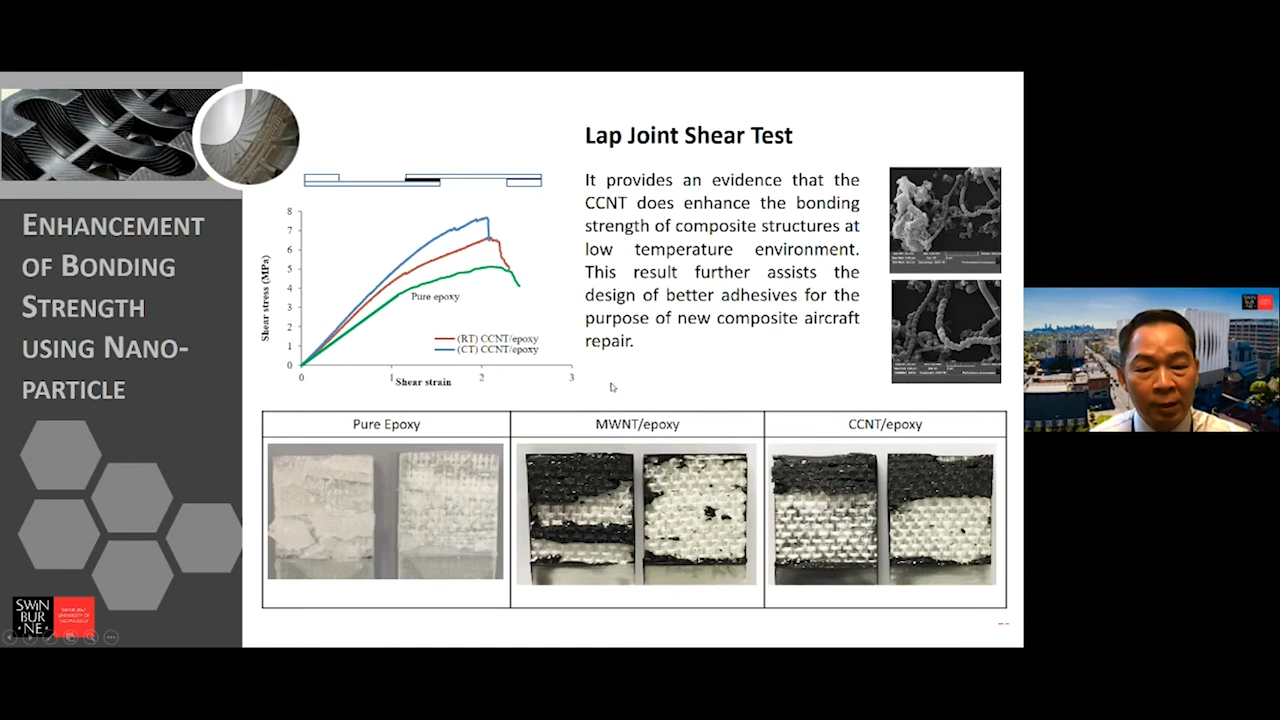 ENHANCEMENT
OF BONDING
STRENGTH
USING NANO-
PARTICLE
SWIN
BUR
NE
Lap Joint Shear Test
It provides an evidence that the
CCNT does enhance the bonding
strength of composite structures at
low temperature environment.
This result further assists the
design of better adhesives for the
purpose of new composite aircraft
repair.
Shear stress (MPa)
8
7
6
5
4
3
2
1
0
Pure epoxy
(RT) CCNT/epoxy
(CT) CCNT/epoxy
0
1
2
3
Shear strain
Pure Epoxy
MWNT/epoxy
CCNT/epoxy